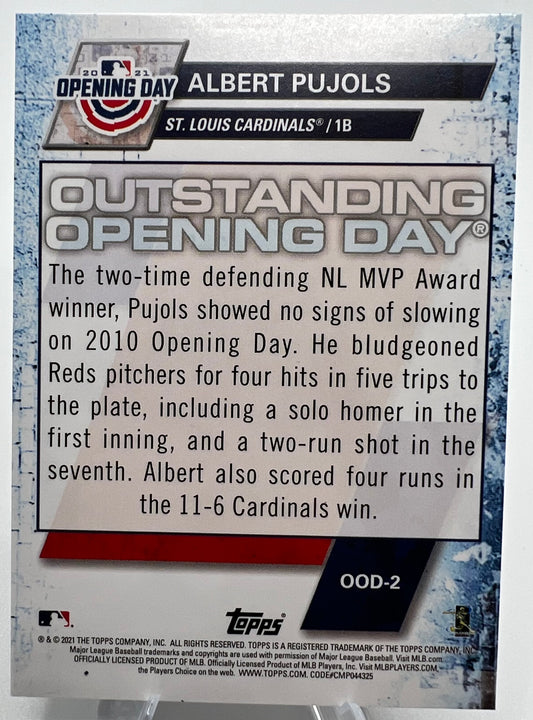 2021
OPENING DAY
ALBERT PUJOLS
ST. LOUIS CARDINALS® / 1B
OUTSTANDING
OPENING DAY®
The two-time defending NL MVP Award
winner, Pujols showed no signs of slowing
on 2010 Opening Day. He bludgeoned
Reds pitchers for four hits in five trips to
the plate, including a solo homer in the
first inning, and a two-run shot in the
seventh. Albert also scored four runs in
the 11-6 Cardinals win.
OOD-2
Topps®
® & © 2021 THE TOPPS COMPANY, INC. ALL RIGHTS RESERVED. TOPPS IS A REGISTERED TRADEMARK OF THE TOPPS COMPANY, INC.
Major League Baseball trademarks and copyrights are used with permission of Major League Baseball. Visit MLB.com.
OFFICIALLY LICENSED PRODUCT OF MLB. Officially Licensed Product of MLB Players, Inc. Visit MLBPLAYERS.COM,
the Players Choice on the web. WWW.TOPPS.COM. CODE#CMP044325